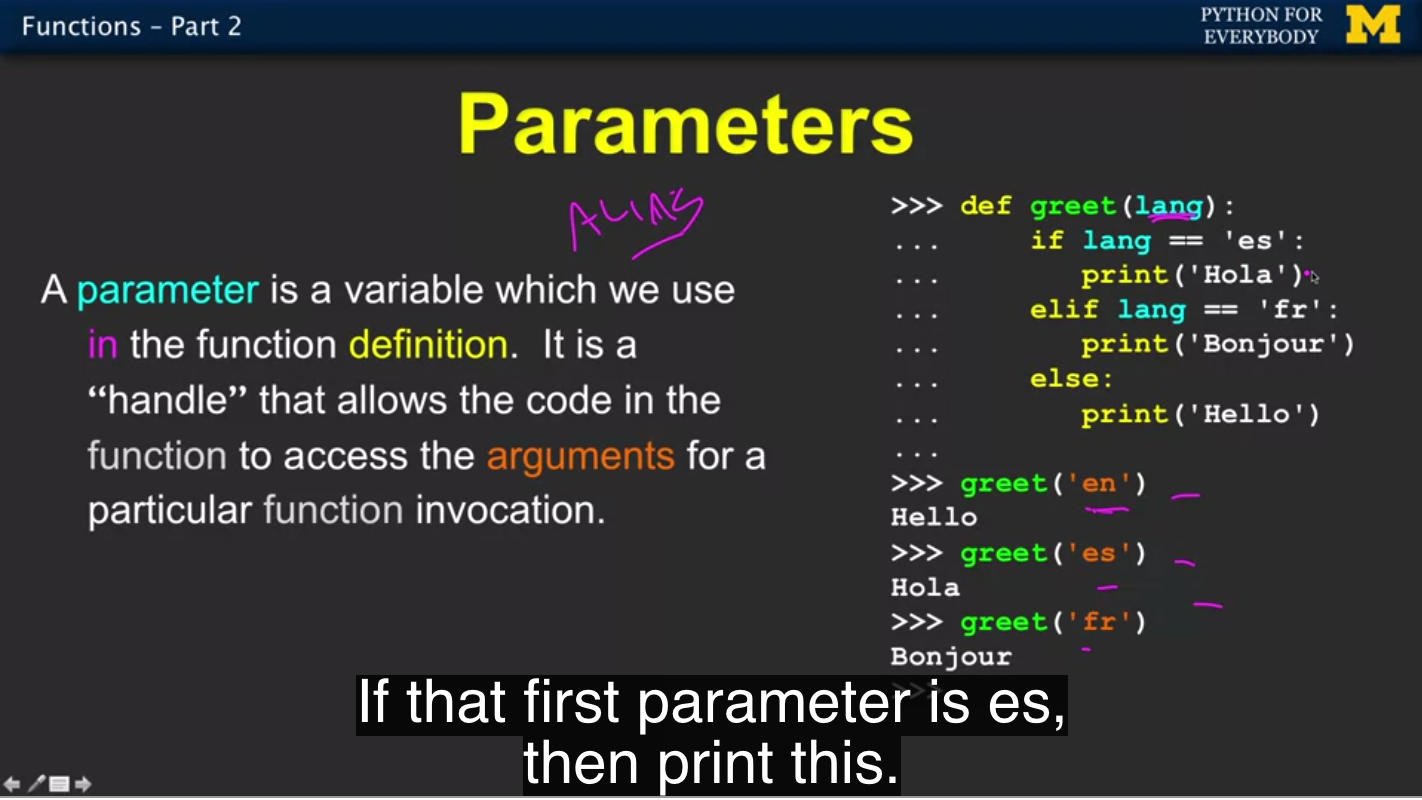 Functions – Part 2
PYTHON FOR
EVERYBODY
M
Parameters
ALIAS
A parameter is a variable which we use
in the function definition. It is a
“handle” that allows the code in the
function to access the arguments for a
particular function invocation.
>>> def greet(lang):
... if lang == 'es':
... print('Hola')
... elif lang == 'fr':
... print('Bonjour')
... else:
... print('Hello')
...
>>> greet('en')
Hello
>>> greet('es')
Hola
>>> greet('fr')
Bonjour
>>>
If that first parameter is es,
then print this.